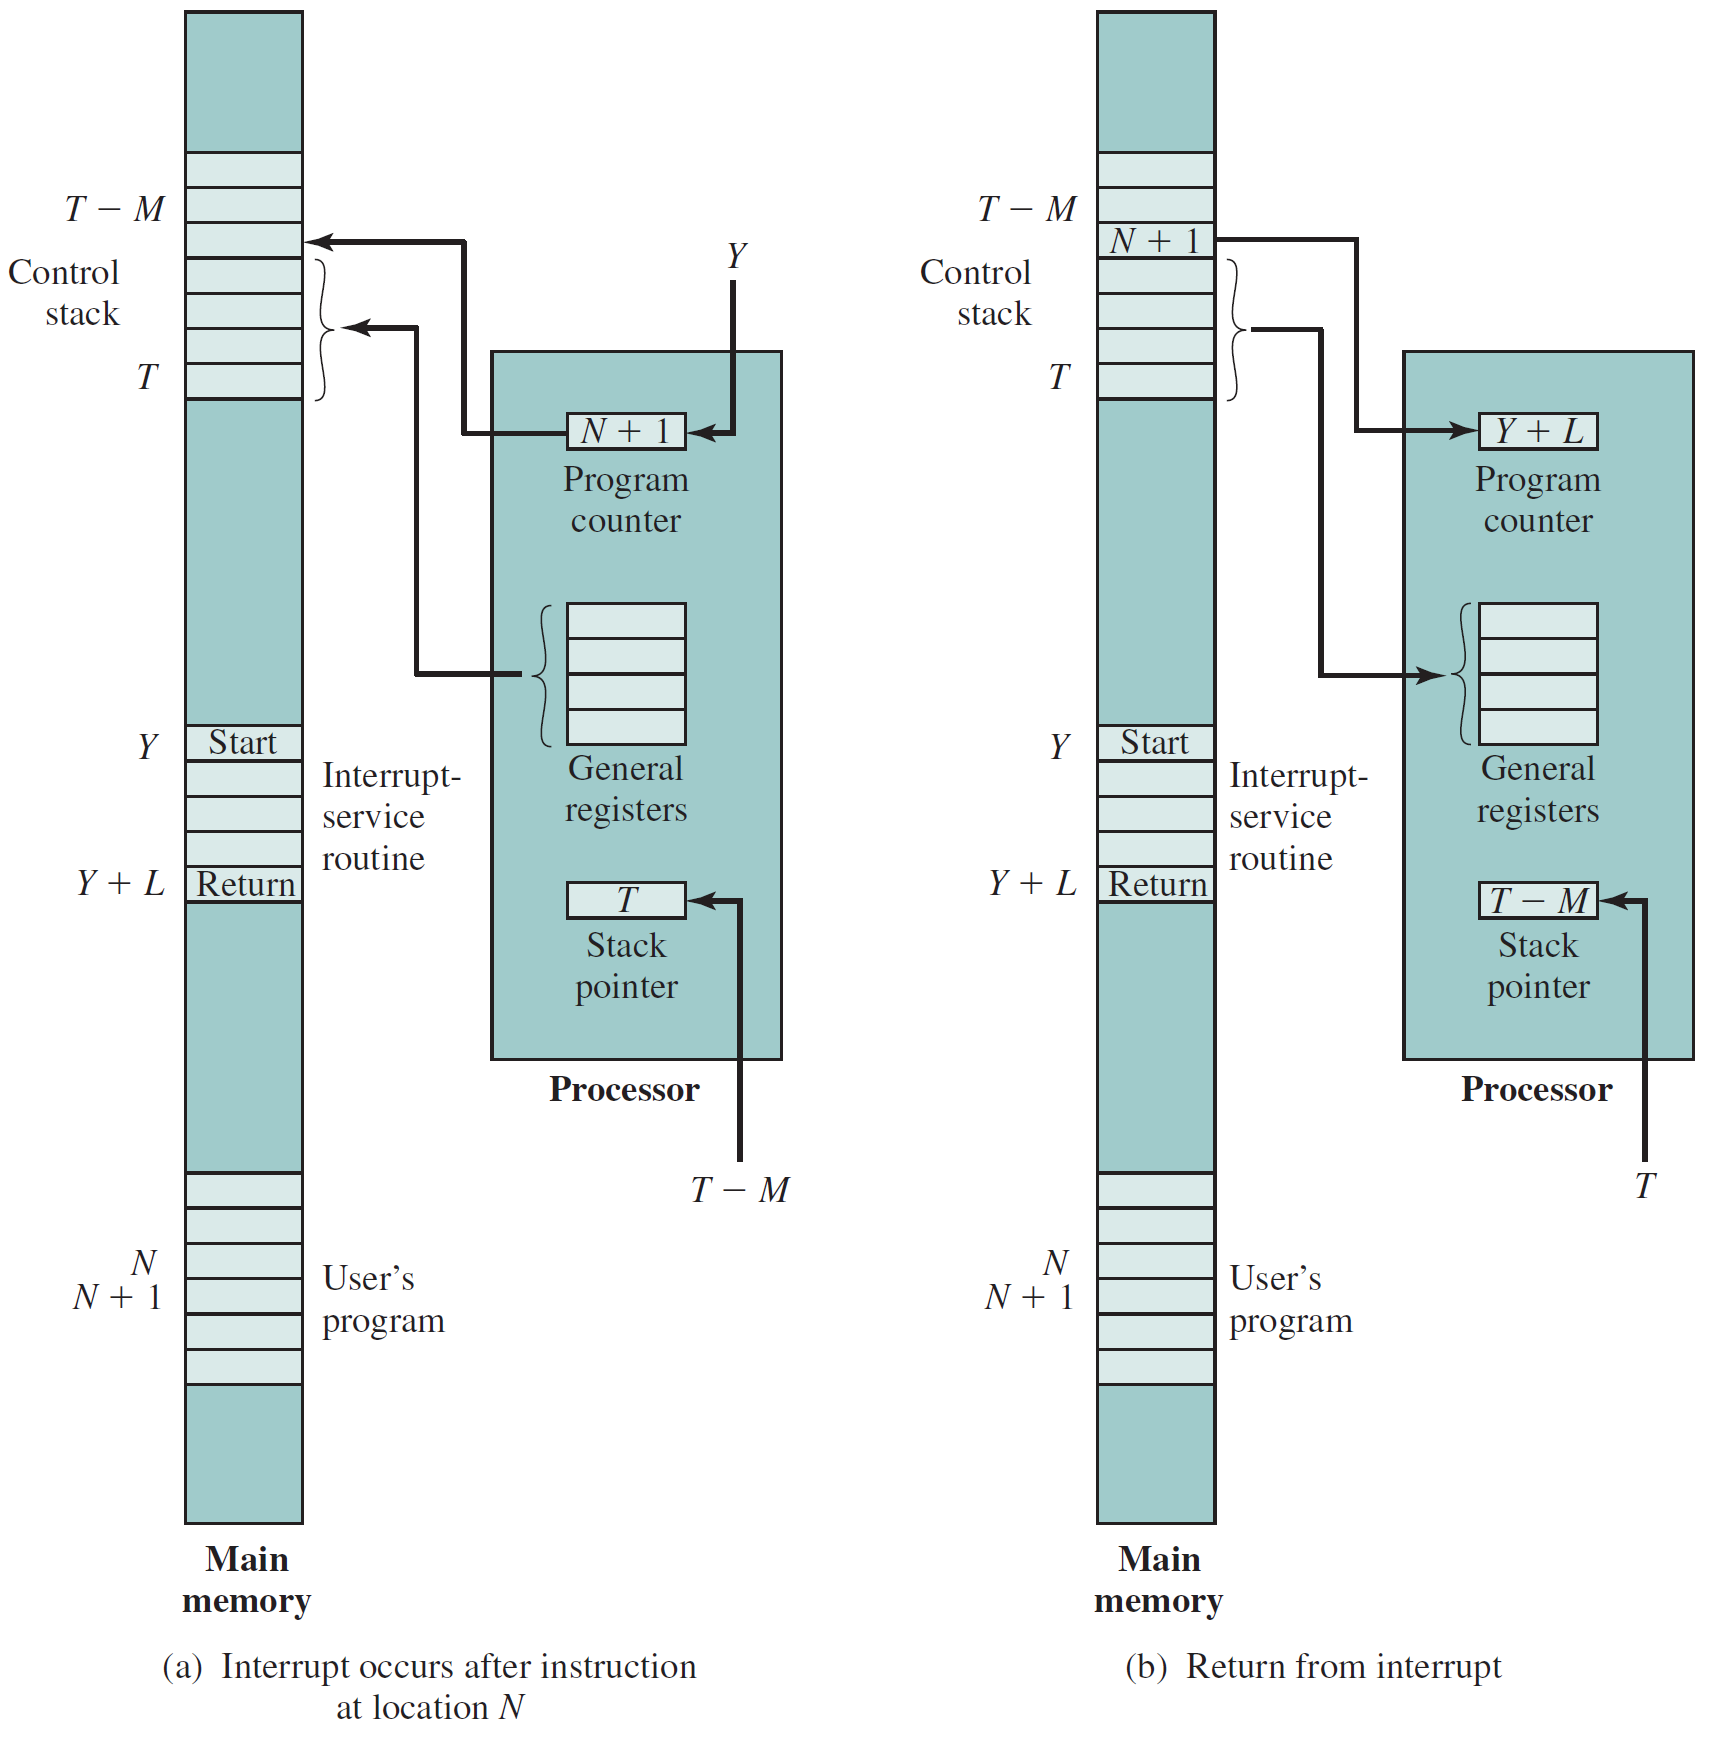 T − M
Control
stack
T
Y
N + 1
Program
counter
Y
Start
Interrupt-
service
routine
General
registers
Y + L
Return
T
Stack
pointer
Processor
T − M
N
N + 1
User’s
program
Main
memory
(a) Interrupt occurs after instruction
at location N
T − M
N + 1
Control
stack
T
Y + L
Program
counter
Y
Start
Interrupt-
service
routine
General
registers
Y + L
Return
T − M
Stack
pointer
Processor
T
N
N + 1
User’s
program
Main
memory
(b) Return from interrupt